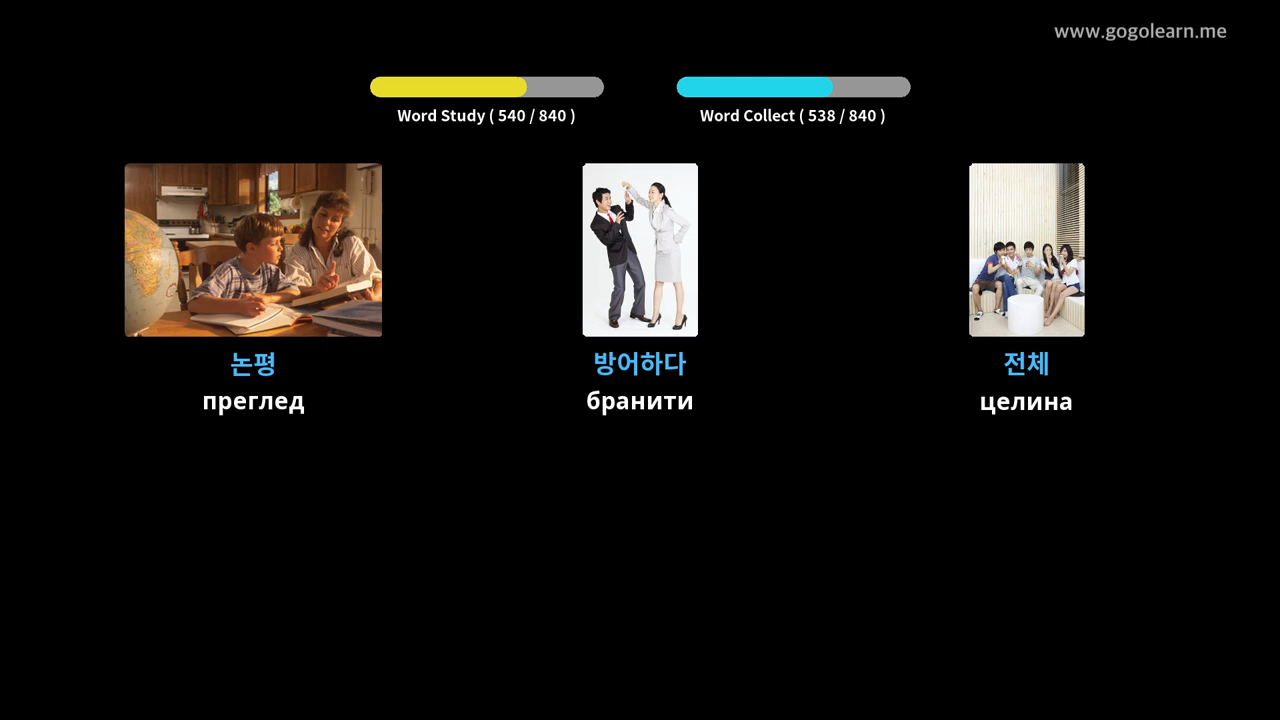 www.gogolearn.me
Word Study ( 540 / 840 )
Word Collect ( 538 / 840 )
논평
преглед
방어하다
бранити
전체
целина